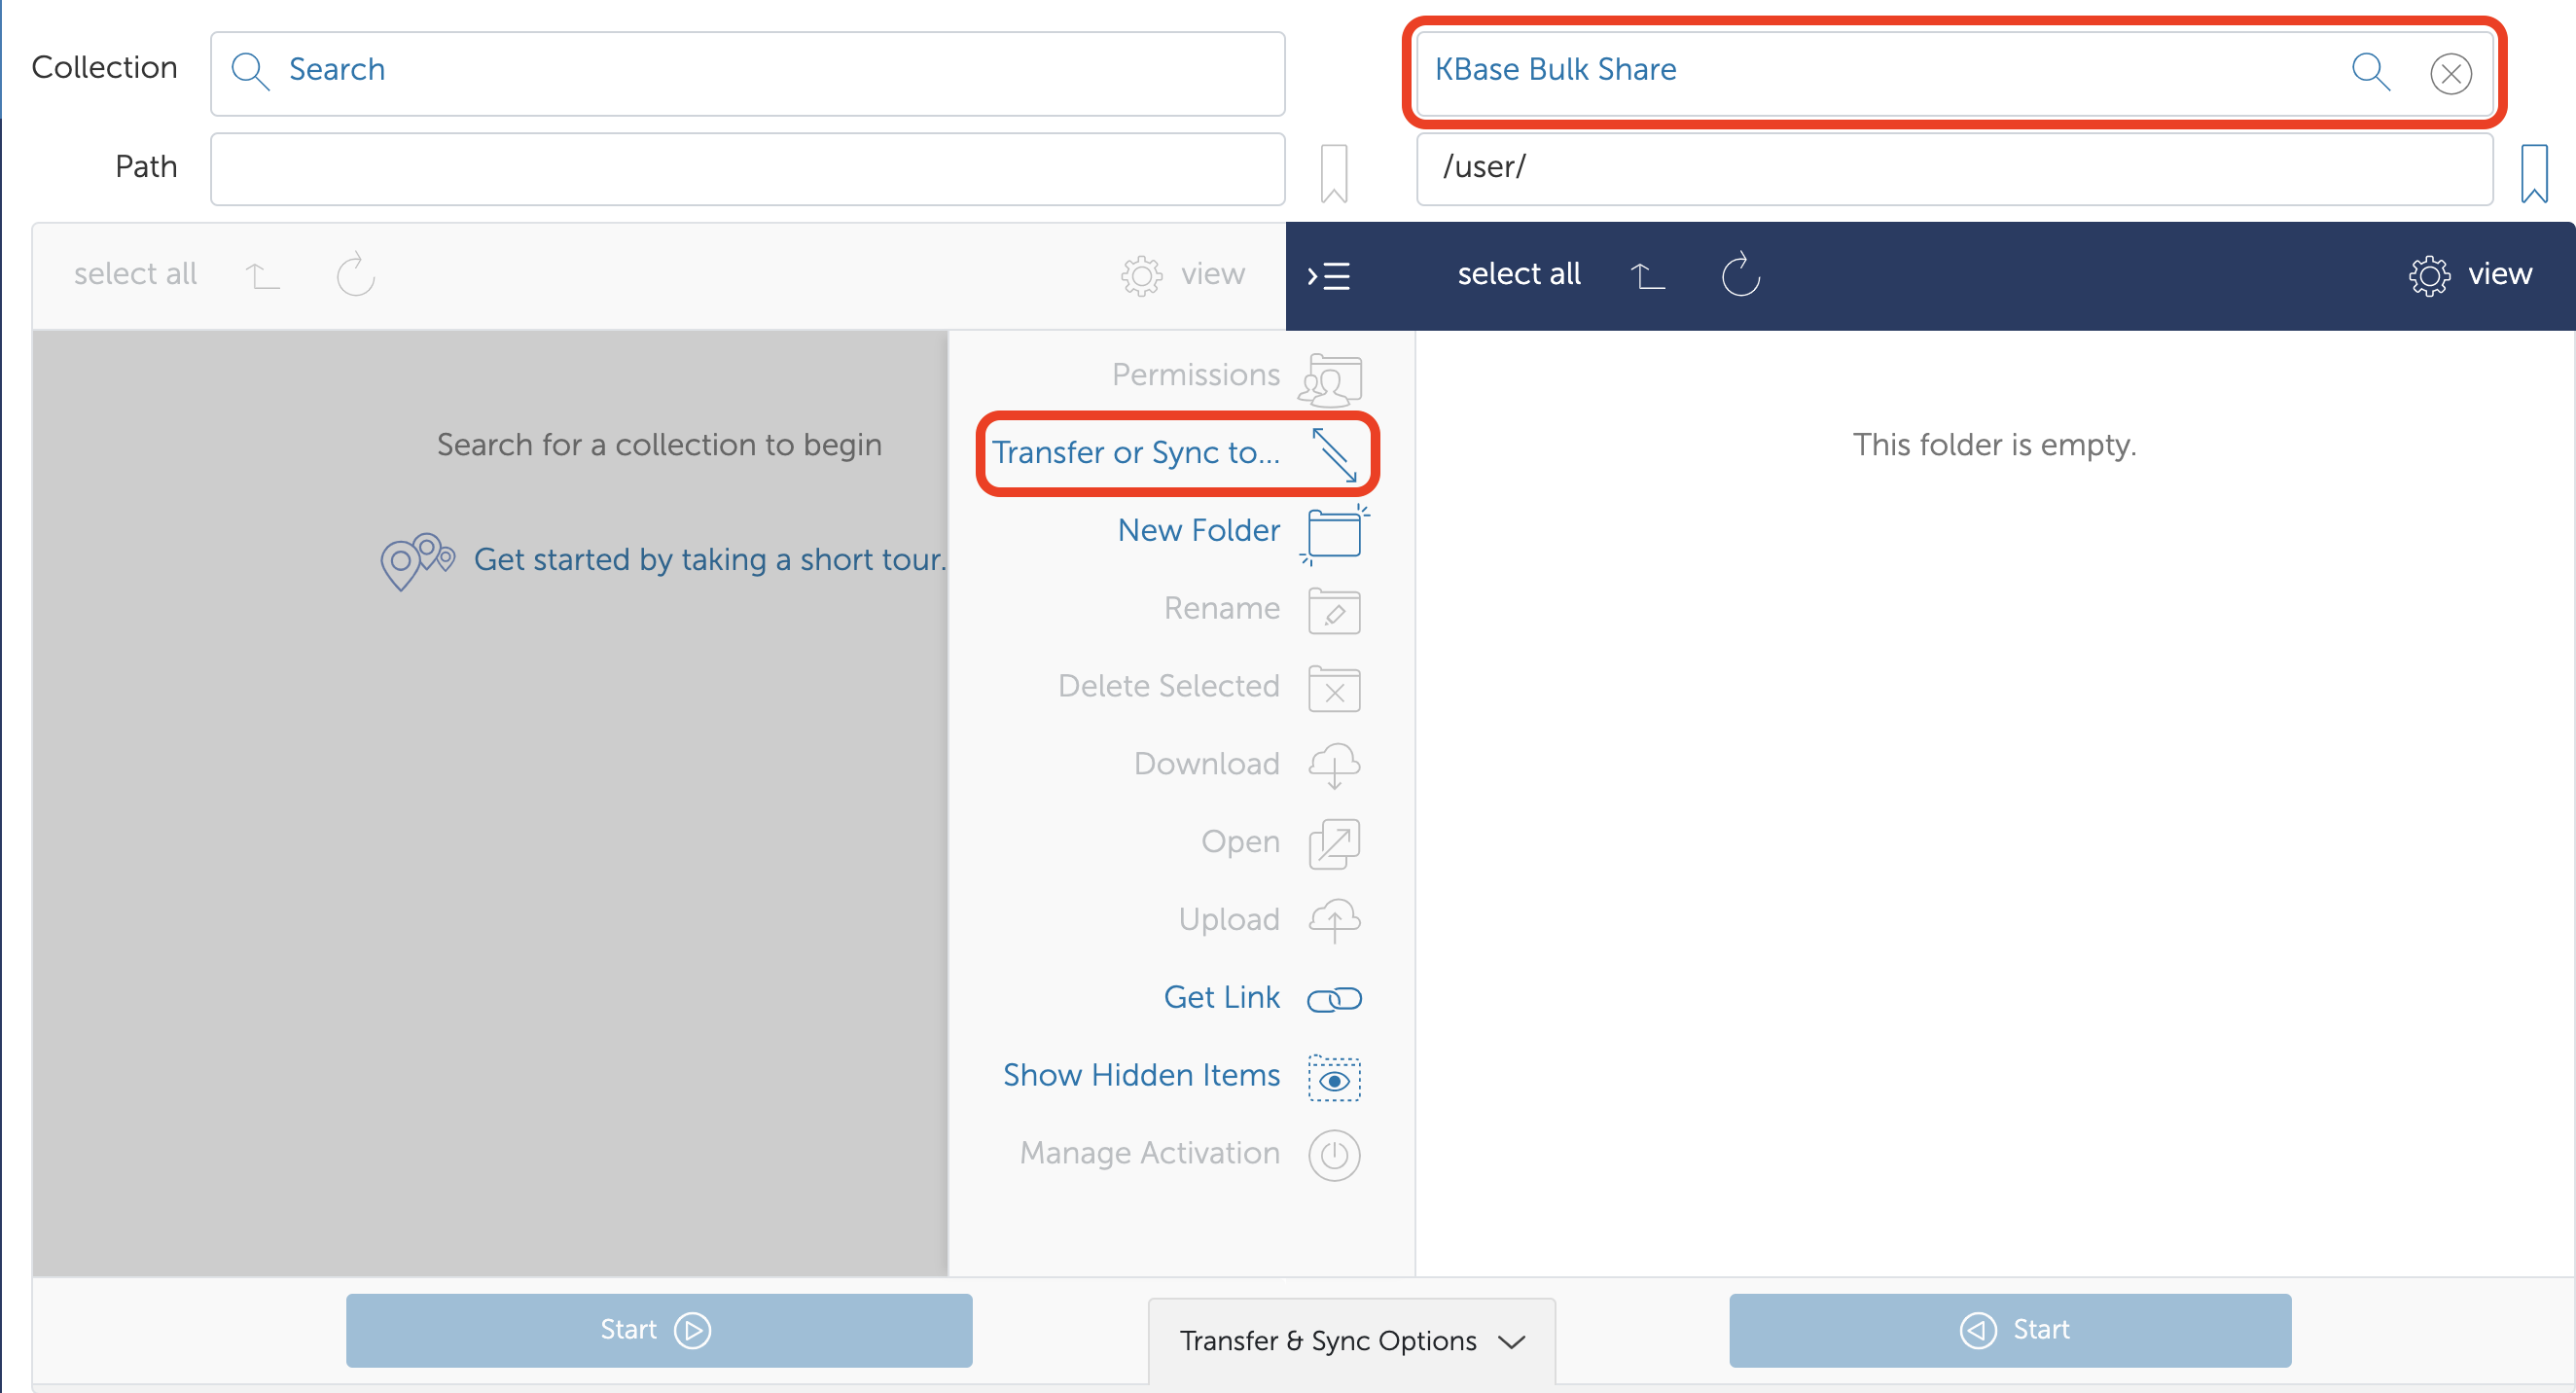 Collection
Search
KBase Bulk Share
Path
/user/
select all
view
select all
view
Search for a collection to begin
Get started by taking a short tour.
Permissions
Transfer or Sync to...
New Folder
Rename
Delete Selected
Download
Open
Upload
Get Link
Show Hidden Items
Manage Activation
This folder is empty.
Start
Transfer & Sync Options
Start